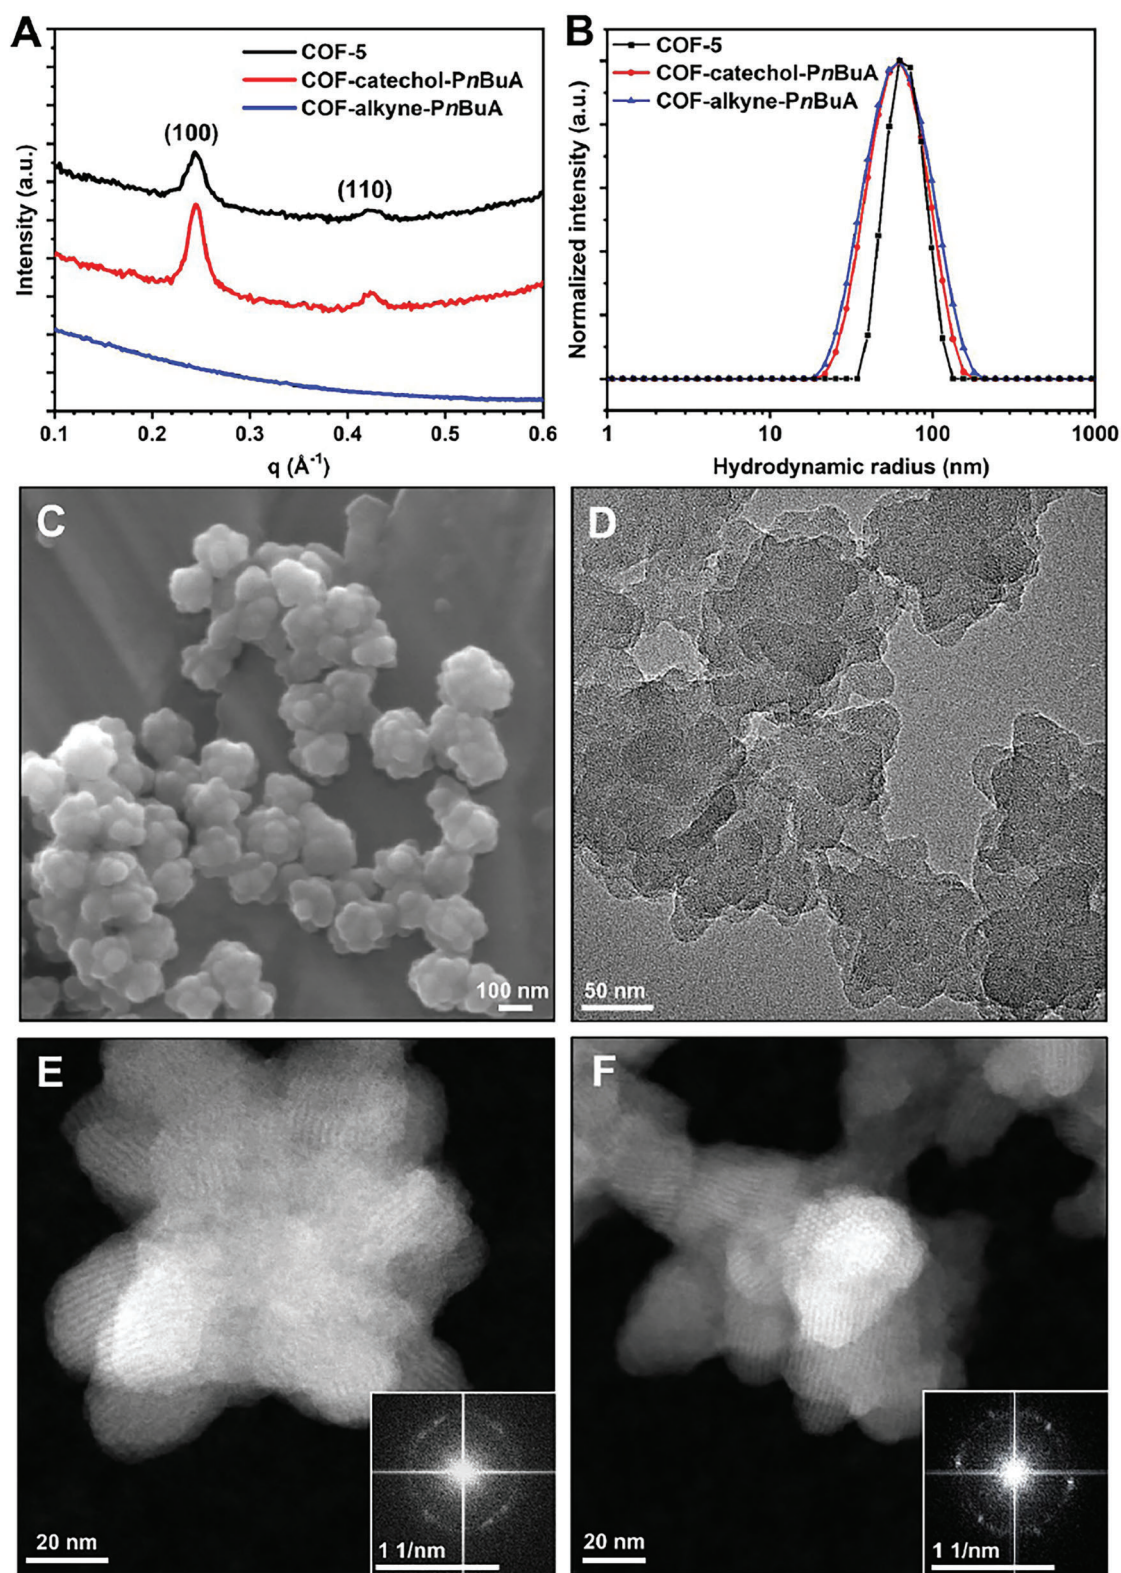 A
COF-5
COF-catechol-PnBuA
COF-alkyne-PnBuA
(100)
(110)
Intensity (a.u.)
0.1 0.2 0.3 0.4 0.5 0.6
q (Å⁻¹)
B
COF-5
COF-catechol-PnBuA
COF-alkyne-PnBuA
Normalized intensity (a.u.)
1 10 100 1000
Hydrodynamic radius (nm)
C
100 nm
D
50 nm
E
20 nm
1 1/nm
F
20 nm
1 1/nm